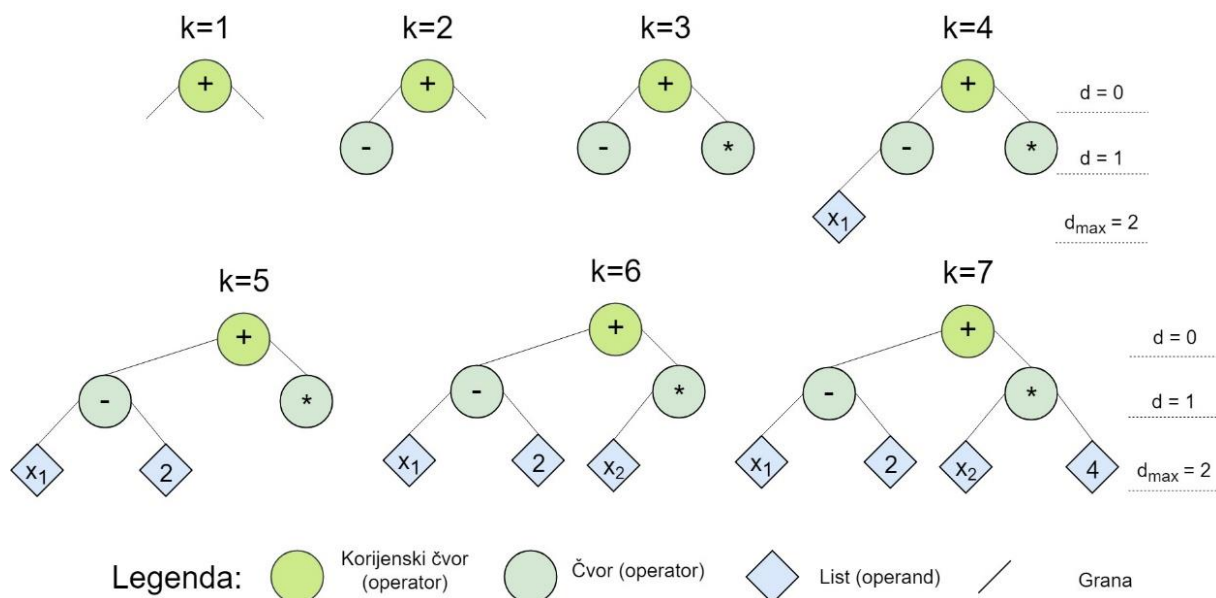 k=1 k=2 k=3 k=4
+ + + +
d = 0
- - * - *
d = 1
x1
dmax = 2
k=5 k=6 k=7
+ + +
d = 0
- * - * - *
d = 1
x1 2 x1 2 x2 x1 2 x2 4
dmax = 2
Legenda:
Korijenski čvor
(operator)
Čvor (operator)
List (operand)
Grana